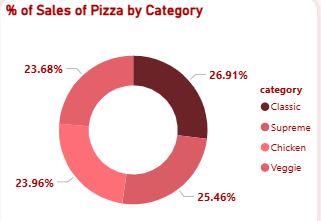 % of Sales of Pizza by Category
23.68%
26.91%
category
Classic
Supreme
Chicken
Veggie
23.96%
25.46%